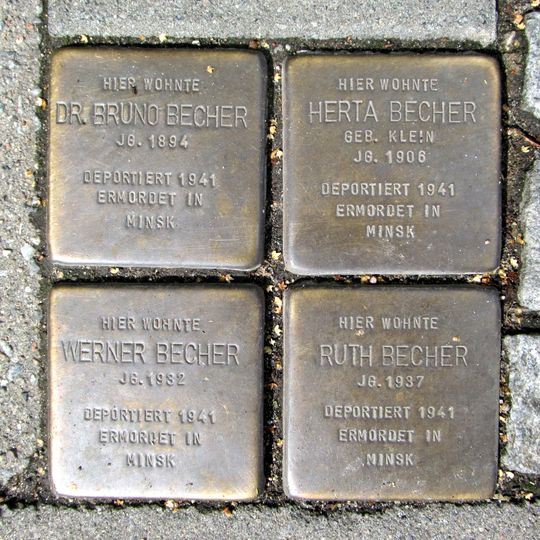 HIER WOHNTE
DR. BRUNO BECHER
JG. 1894
DEPORTIERT 1941
ERMORDET IN
MINSK
HIER WOHNTE
HERTA BECHER
GEB. KLEIN
JG. 1906
DEPORTIERT 1941
ERMORDET IN
MINSK
HIER WOHNTE
WERNER BECHER
JG. 1932
DEPORTIERT 1941
ERMORDET IN
MINSK
HIER WOHNTE
RUTH BECHER
JG. 1937
DEPORTIERT 1941
ERMORDET IN
MINSK